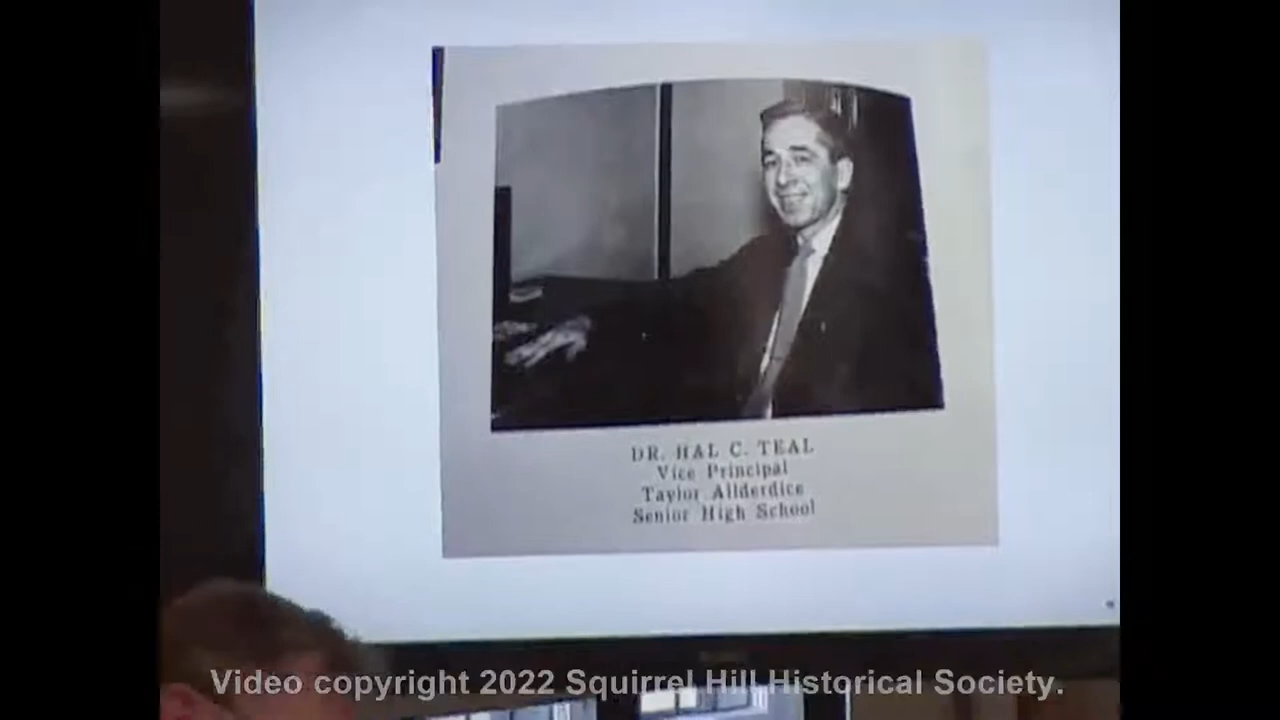 DR. HAL C. TEAL
Vice Principal
Taylor Allderdice
Senior High School
Video copyright 2022 Squirrel Hill Historical Society.